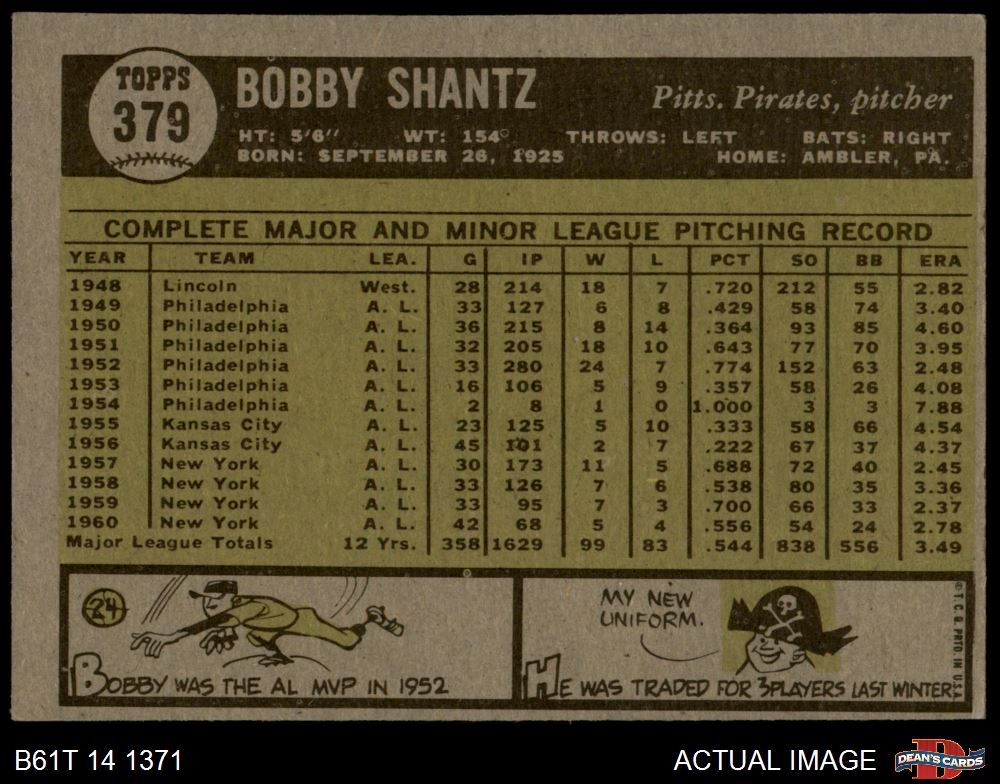 TOPPS
379
BOBBY SHANTZ
Pitts. Pirates, pitcher
HT: 5'6" WT: 154 THROWS: LEFT BATS: RIGHT
BORN: SEPTEMBER 26, 1925 HOME: AMBLER, PA.
COMPLETE MAJOR AND MINOR LEAGUE PITCHING RECORD
YEAR TEAM LEA. G IP W L PCT SO BB ERA
1948 Lincoln West. 28 214 18 7 .720 212 55 2.82
1949 Philadelphia A. L. 33 127 6 8 .429 58 74 3.40
1950 Philadelphia A. L. 36 215 8 14 .364 93 85 4.60
1951 Philadelphia A. L. 32 205 18 10 .643 77 70 3.95
1952 Philadelphia A. L. 33 280 24 7 .774 152 63 2.48
1953 Philadelphia A. L. 16 106 5 9 .357 58 26 4.08
1954 Philadelphia A. L. 2 8 1 0 1.000 3 3 7.88
1955 Kansas City A. L. 23 125 5 10 .333 58 66 4.54
1956 Kansas City A. L. 45 101 2 7 .222 67 37 4.37
1957 New York A. L. 30 173 11 5 .688 72 40 2.45
1958 New York A. L. 33 126 7 6 .538 80 35 3.36
1959 New York A. L. 33 95 7 3 .700 66 33 2.37
1960 New York A. L. 42 68 5 4 .556 54 24 2.78
Major League Totals 12 Yrs. 358 1629 99 83 .544 838 556 3.49
24
BOBBY WAS THE AL MVP IN 1952
MY NEW
UNIFORM.
HE WAS TRADED FOR 3 PLAYERS LAST WINTER.
© T. C. G. PRTD. IN U.S.A.
B61T 14 1371
ACTUAL IMAGE
DEAN'S CARDS